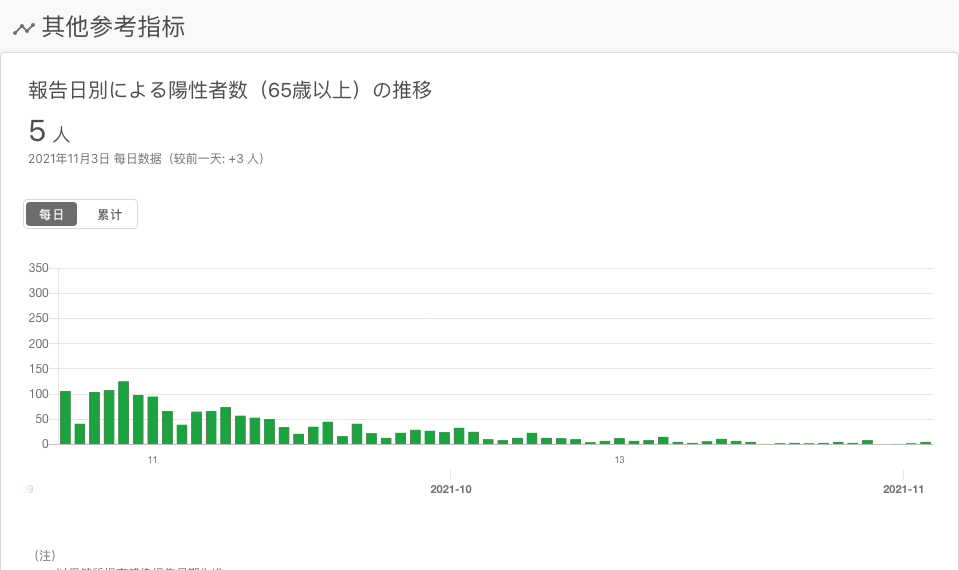 其他参考指标
報告日別による陽性者数（65歳以上）の推移
5 人
2021年11月3日 每日数据（较前一天: +3 人）
每日 累计
350
300
250
200
150
100
50
0
11 13
9 2021-10 2021-11
（注）